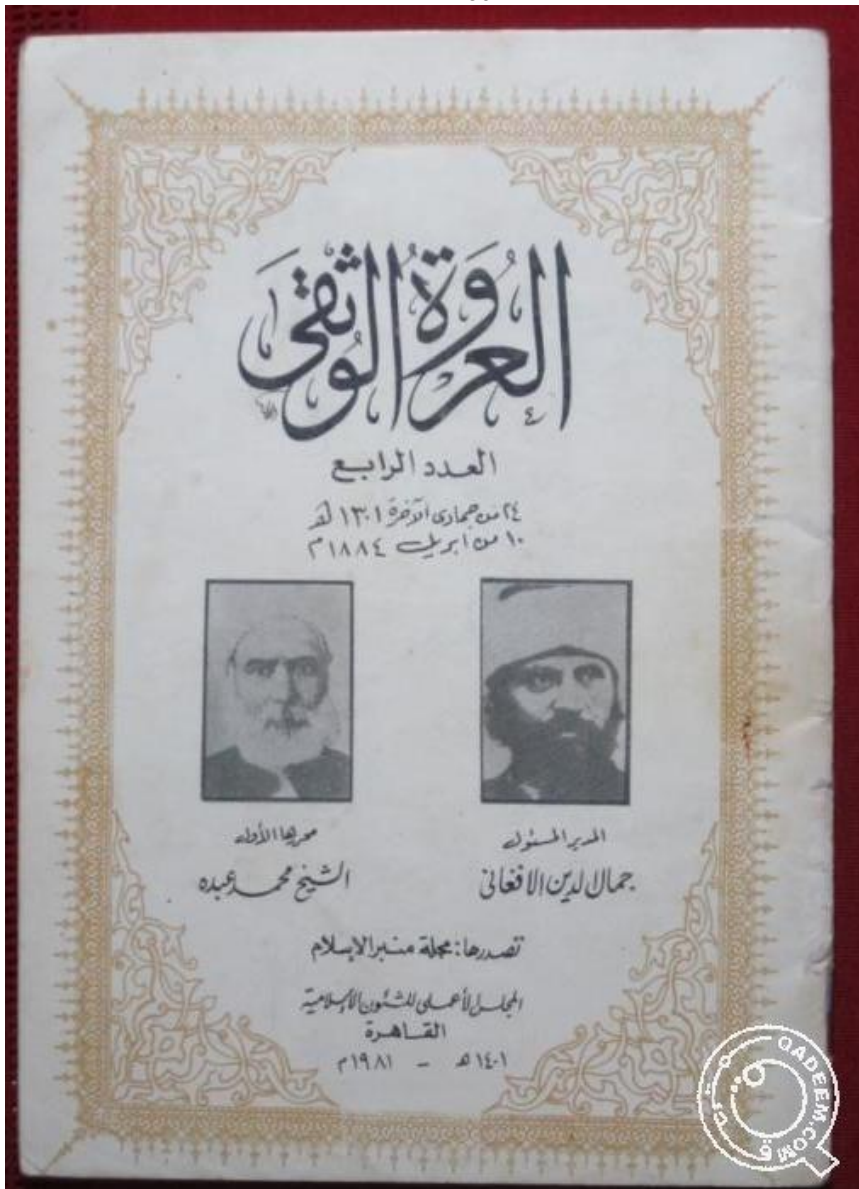 العروة الوثقى
العدد الرابع
٢٤ من جمادى الآخرة ١٣٠١ هـ
١٠ من ابريل ١٨٨٤ م
المدير المسئول
جمال الدين الافغانى
محررها الأول
الشيخ محمد عبده
تصدرها: مجلة منبر الإسلام
المجلس الأعلى للشئون الإسلامية
القاهرة
١٤٠١ هـ - ١٩٨١ م
QADEEM.COM